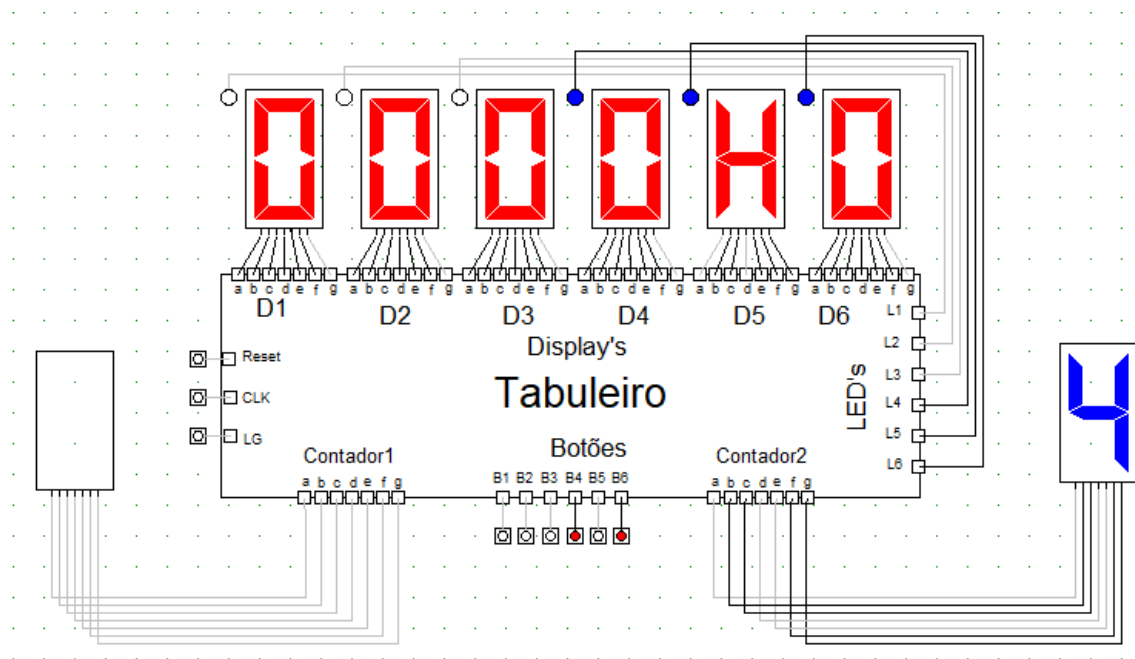 0 0 0 0 H 0
a b c d e f g a b c d e f g a b c d e f g a b c d e f g a b c d e f g a b c d e f g
D1 D2 D3 D4 D5 D6
L1
Display's
L2
Reset
L3
Tabuleiro
LED's
CLK
L4
LG
L5
Contador1 Botões Contador2
L6
a b c d e f g B1 B2 B3 B4 B5 B6 a b c d e f g
4